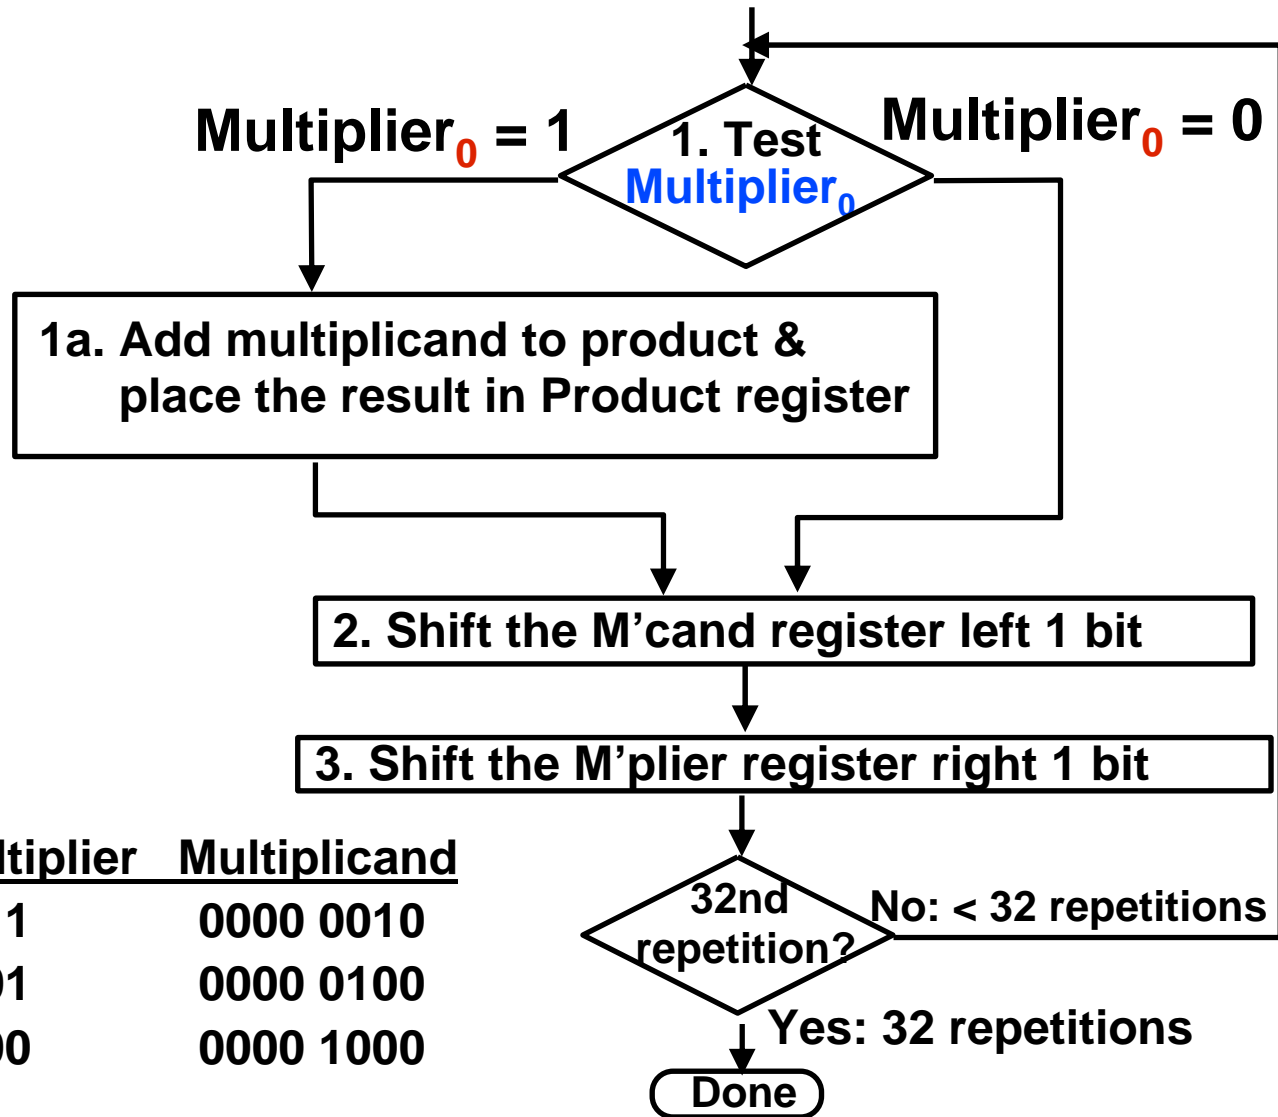 Multiplier0 = 1
1. Test
Multiplier0
Multiplier0 = 0
1a. Add multiplicand to product &
place the result in Product register
2. Shift the M'cand register left 1 bit
3. Shift the M'plier register right 1 bit
32nd
repetition?
No: < 32 repetitions
Yes: 32 repetitions
Done
ltiplier Multiplicand
1 0000 0010
01 0000 0100
00 0000 1000